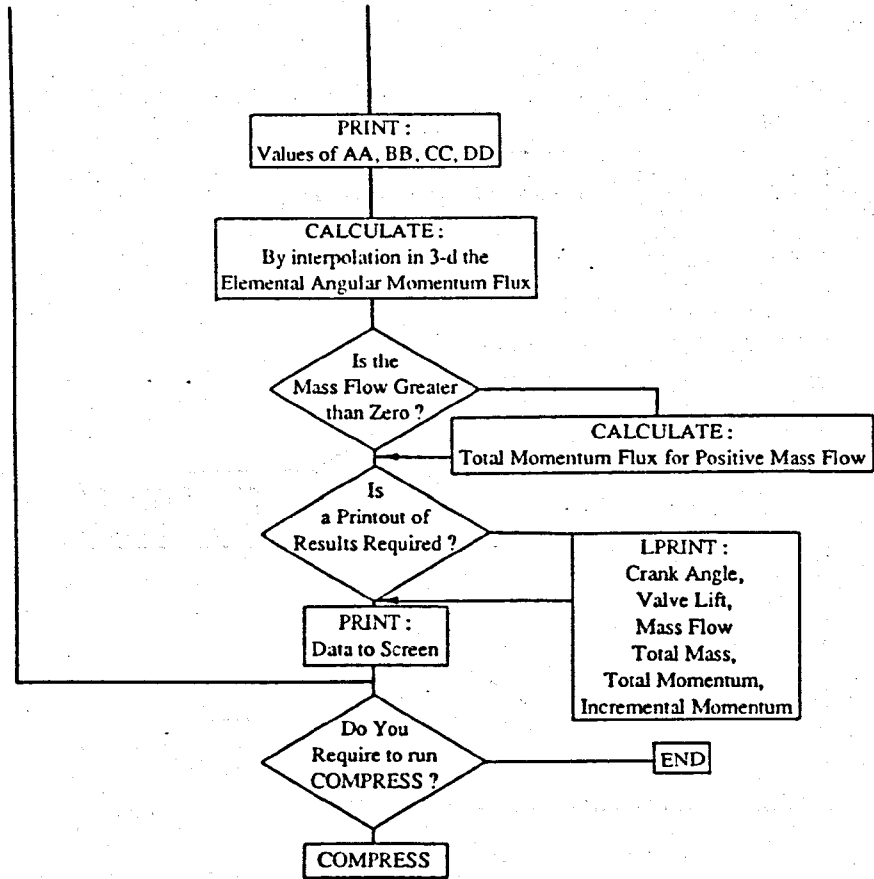 PRINT :
Values of AA, BB, CC, DD
CALCULATE :
By interpolation in 3-d the
Elemental Angular Momentum Flux
Is the
Mass Flow Greater
than Zero ?
CALCULATE :
Total Momentum Flux for Positive Mass Flow
Is
a Printout of
Results Required ?
LPRINT :
Crank Angle,
Valve Lift,
Mass Flow
Total Mass,
Total Momentum,
Incremental Momentum
PRINT :
Data to Screen
Do You
Require to run
COMPRESS ?
END
COMPRESS